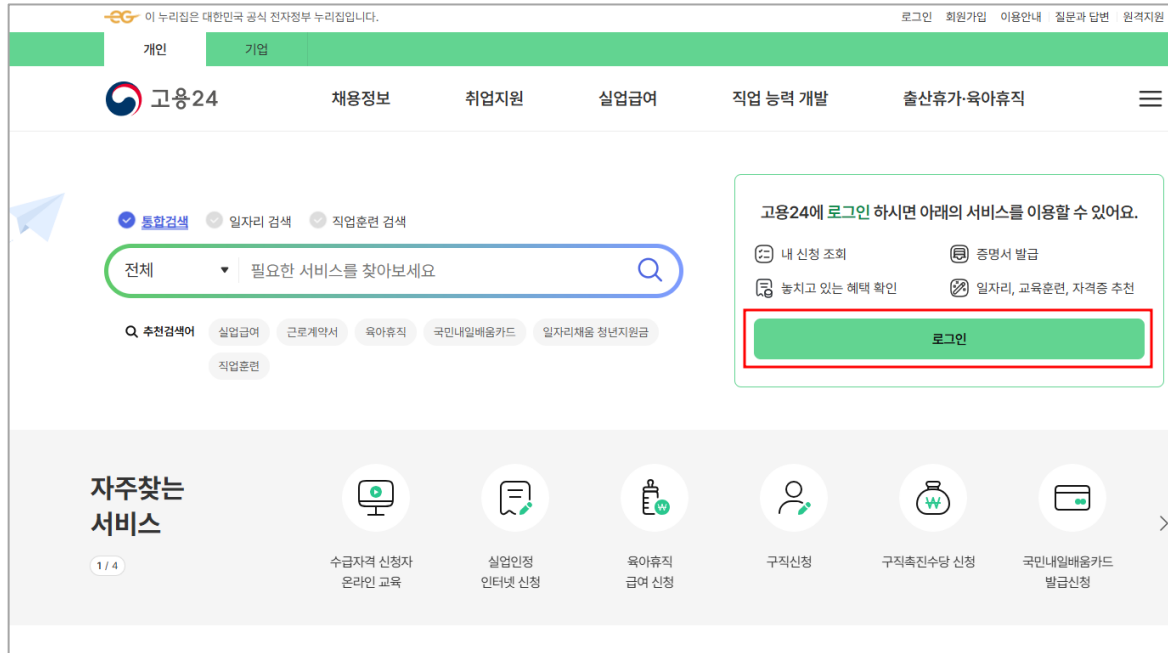 이 누리집은 대한민국 공식 전자정부 누리집입니다.
로그인 회원가입 이용안내 질문과 답변 원격지원
개인 기업
고용24 채용정보 취업지원 실업급여 직업 능력 개발 출산휴가·육아휴직
통합검색 일자리 검색 직업훈련 검색
전체 필요한 서비스를 찾아보세요
추천검색어 실업급여 근로계약서 육아휴직 국민내일배움카드 일자리채움 청년지원금
직업훈련
고용24에 로그인 하시면 아래의 서비스를 이용할 수 있어요.
내 신청 조회 증명서 발급
놓치고 있는 혜택 확인 일자리, 교육훈련, 자격증 추천
로그인
자주찾는
서비스
1 / 4
수급자격 신청자
온라인 교육
실업인정
인터넷 신청
육아휴직
급여 신청
구직신청
구직촉진수당 신청
국민내일배움카드
발급신청